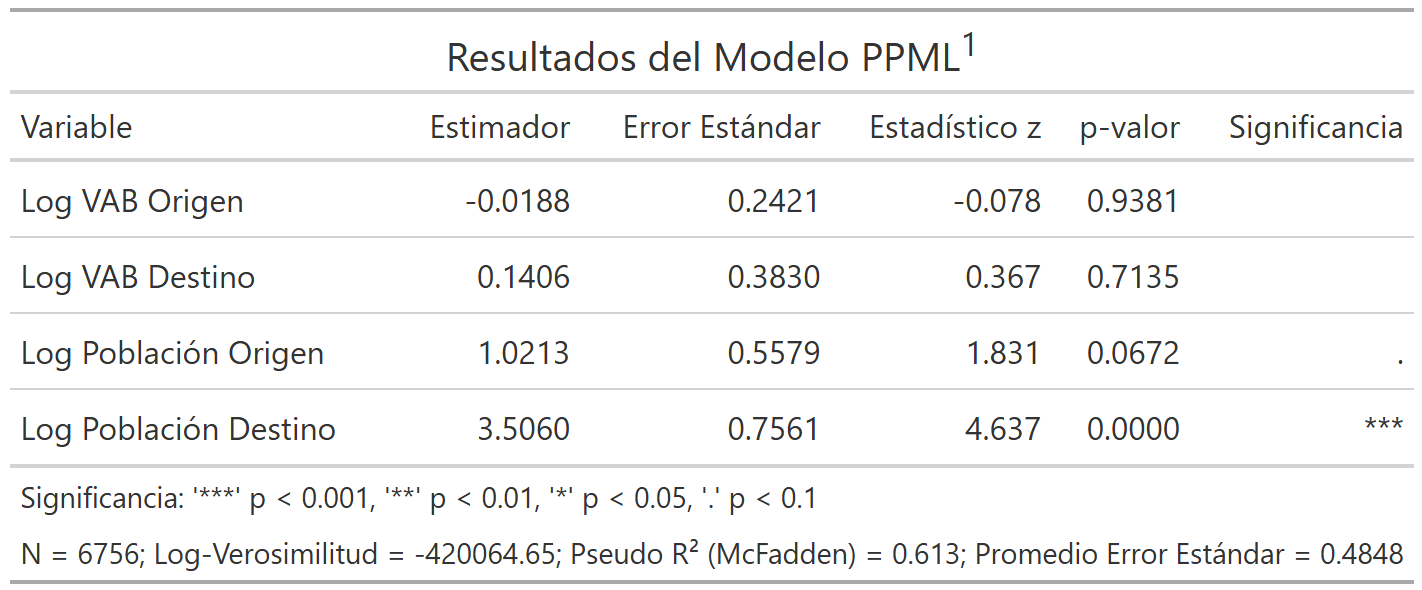 Resultados del Modelo PPML¹
Variable Estimador Error Estándar Estadístico z p-valor Significancia
Log VAB Origen -0.0188 0.2421 -0.078 0.9381
Log VAB Destino 0.1406 0.3830 0.367 0.7135
Log Población Origen 1.0213 0.5579 1.831 0.0672 .
Log Población Destino 3.5060 0.7561 4.637 0.0000 ***
Significancia: '***' p < 0.001, '**' p < 0.01, '*' p < 0.05, '.' p < 0.1
N = 6756; Log-Verosimilitud = -420064.65; Pseudo R² (McFadden) = 0.613; Promedio Error Estándar = 0.4848